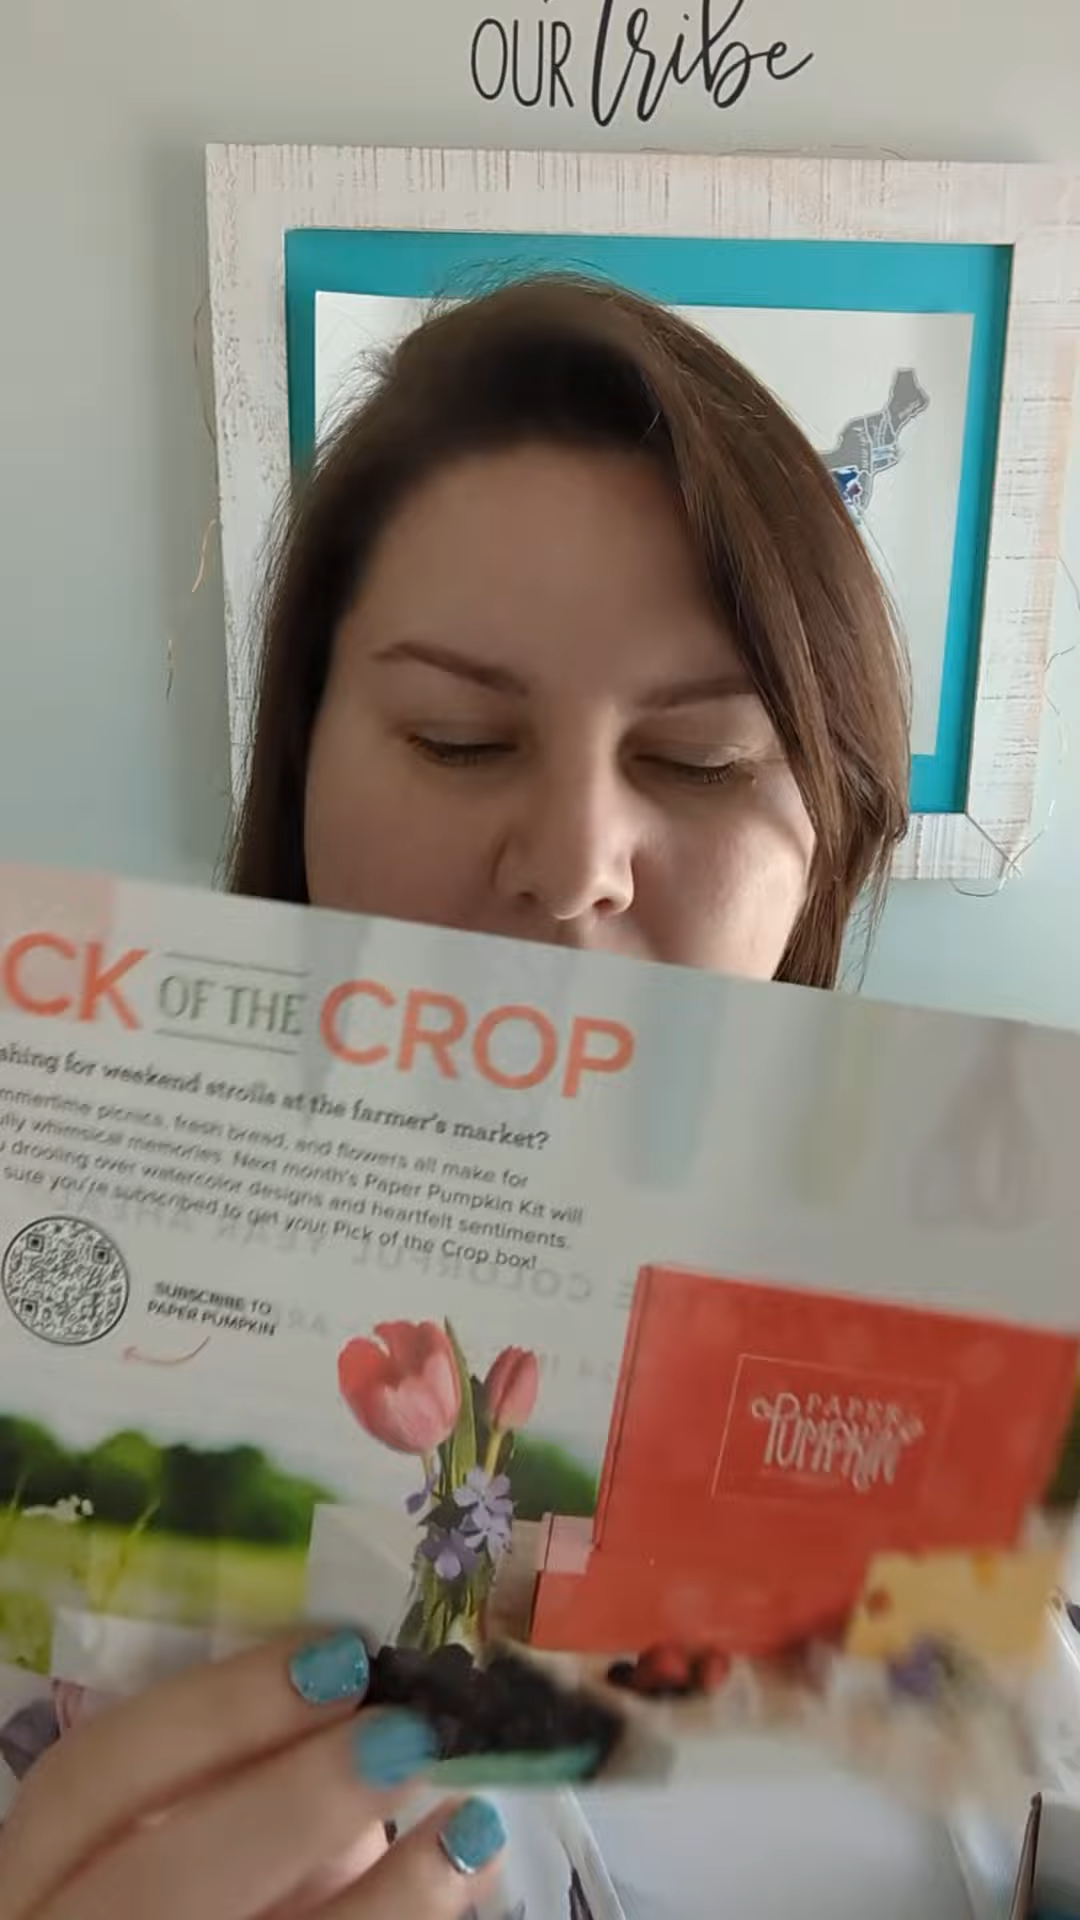 OUR tribe
CK OF THE CROP
shing for weekend strolls at the farmer's market?
mmertime picnics, fresh bread, and flowers all make for
lly whimsical memories. Next month's Paper Pumpkin Kit will
drooling over watercolor designs and heartfelt sentiments.
sure you're subscribed to get your Pick of the Crop box!
SUBSCRIBE TO
PAPER PUMPKIN
PAPER
PUMPKIN